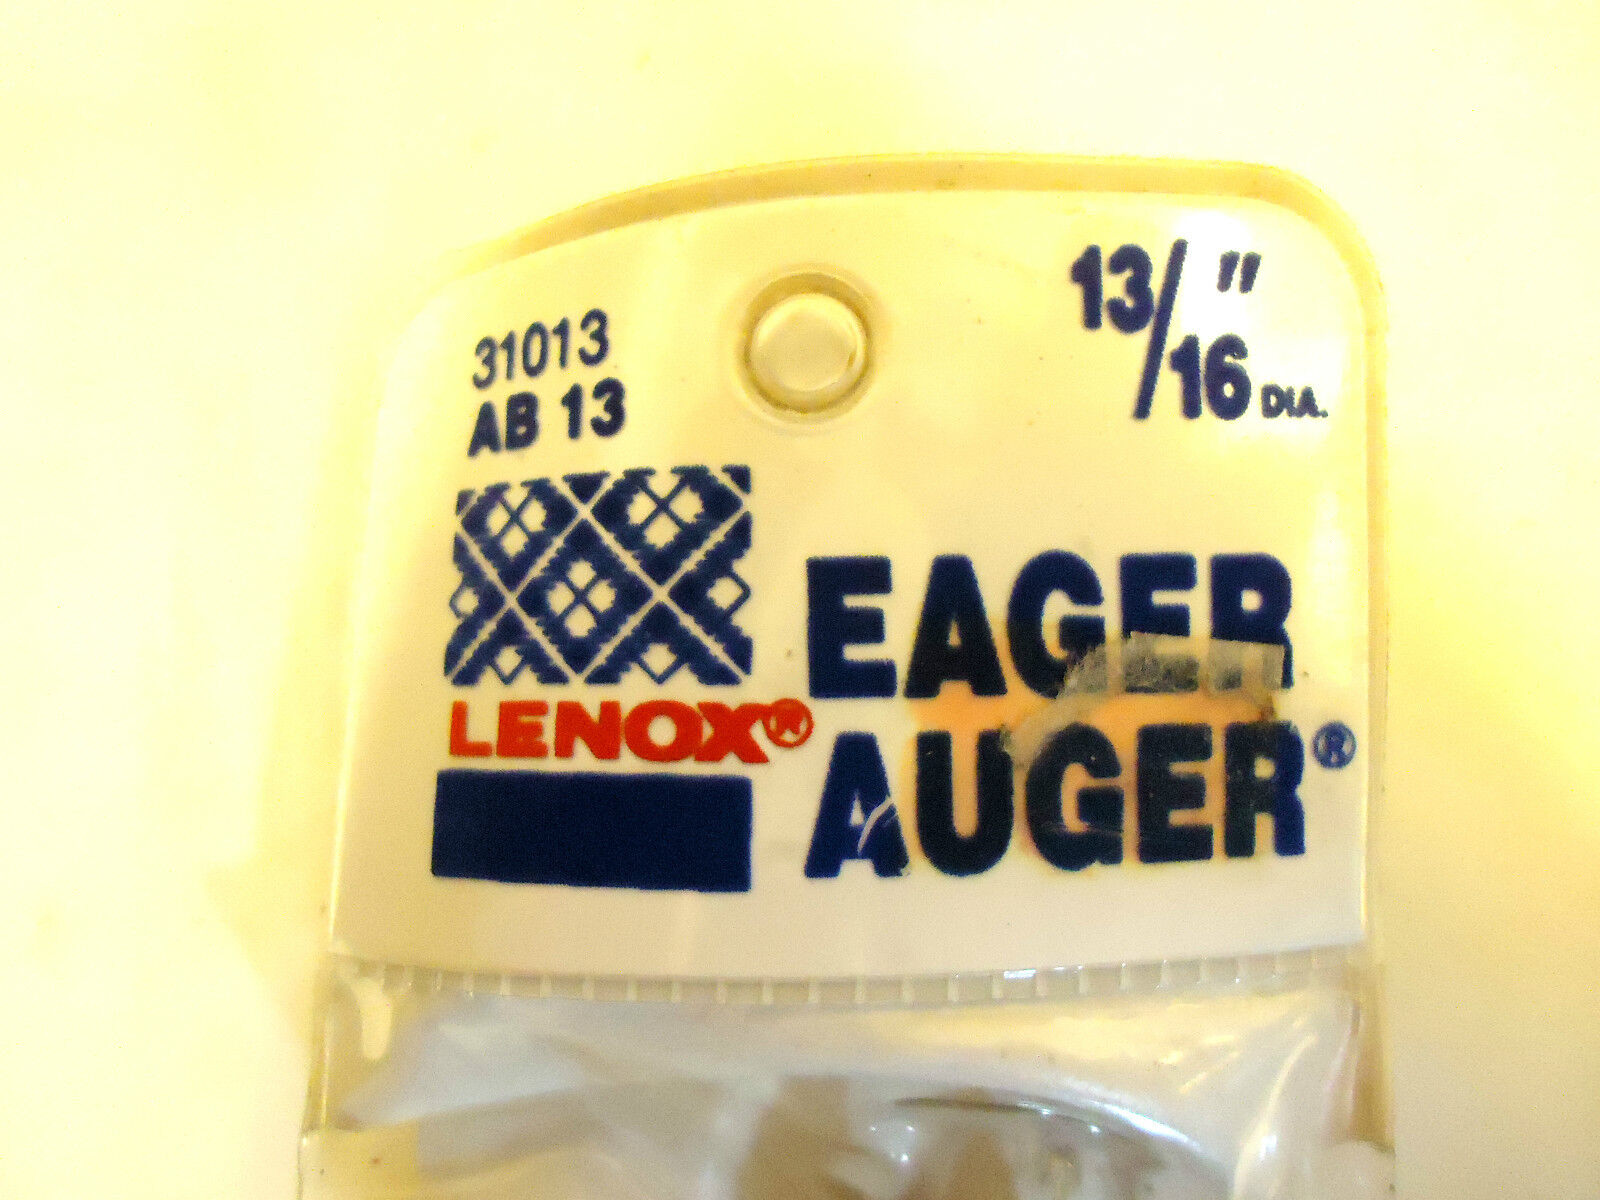 31013
AB 13
13/16" DIA.
LENOX®
EAGER
AUGER®